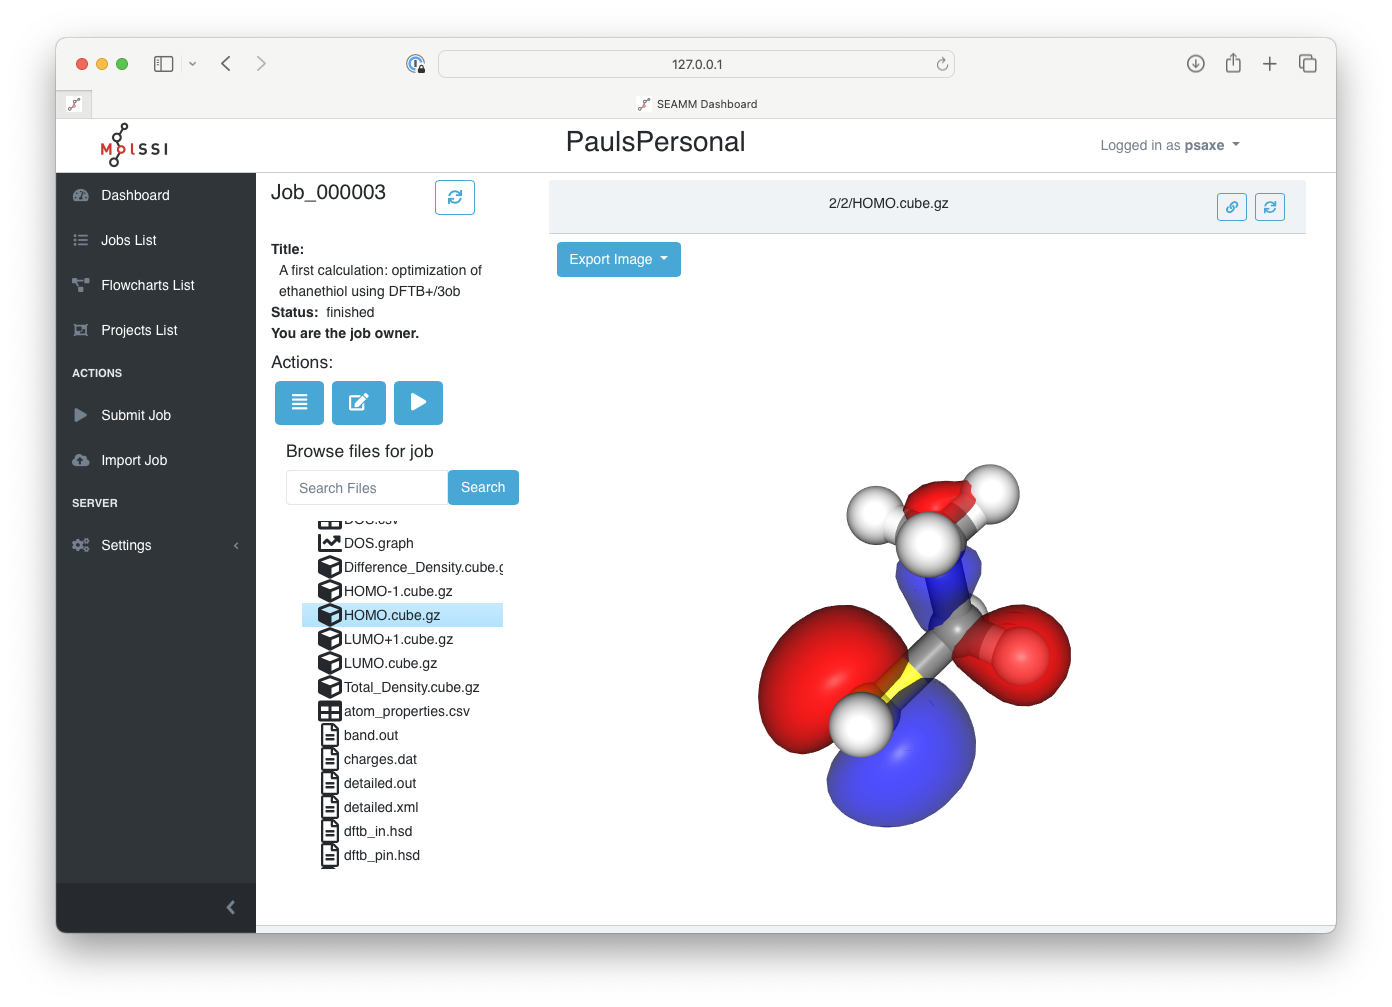 127.0.0.1
SEAMM Dashboard
MolSSI
PaulsPersonal
Logged in as psaxe
Dashboard
Jobs List
Flowcharts List
Projects List
ACTIONS
Submit Job
Import Job
SERVER
Settings
Job_000003
Title:
A first calculation: optimization of
ethanethiol using DFTB+/3ob
Status: finished
You are the job owner.
Actions:
Browse files for job
Search Files
Search
DOS.csv
DOS.graph
Difference_Density.cube.g
HOMO-1.cube.gz
HOMO.cube.gz
LUMO+1.cube.gz
LUMO.cube.gz
Total_Density.cube.gz
atom_properties.csv
band.out
charges.dat
detailed.out
detailed.xml
dftb_in.hsd
dftb_pin.hsd
2/2/HOMO.cube.gz
Export Image